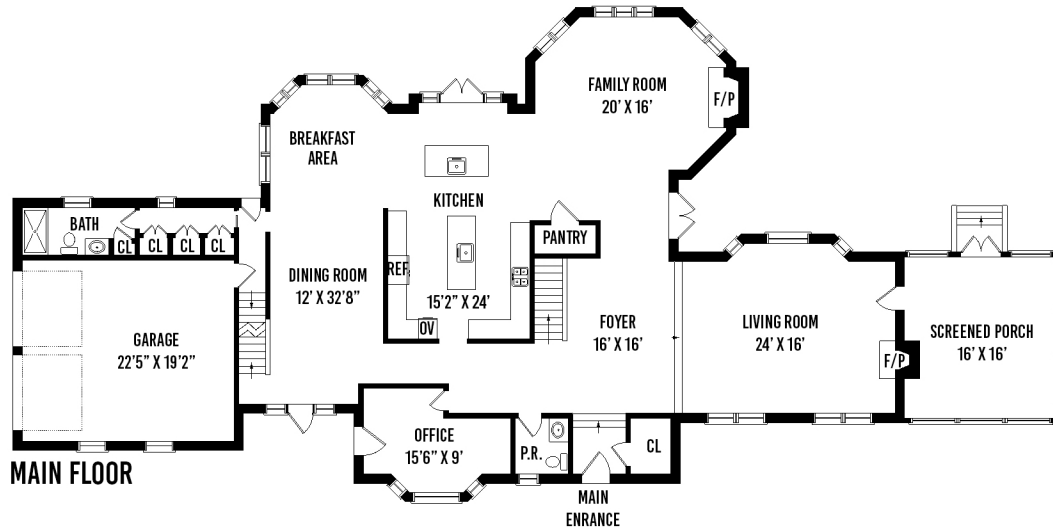 FAMILY ROOM
20' X 16'
F/P
BREAKFAST
AREA
KITCHEN
BATH
CL
CL
CL
CL
PANTRY
REF.
DINING ROOM
12' X 32'8"
15'2" X 24'
OV
FOYER
16' X 16'
LIVING ROOM
24' X 16'
F/P
SCREENED PORCH
16' X 16'
GARAGE
22'5" X 19'2"
OFFICE
15'6" X 9'
P.R.
CL
MAIN FLOOR
MAIN
ENTRANCE